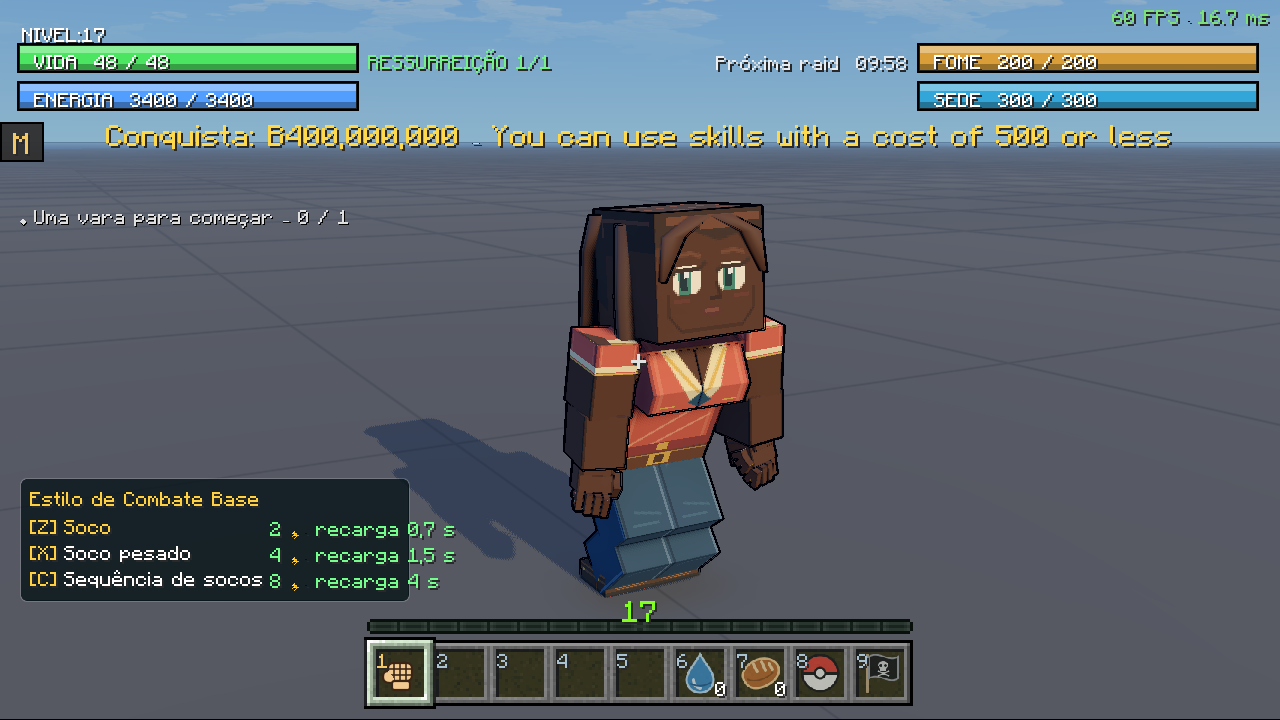 60 FPS · 16.7 ms
NIVEL:17
VIDA 48 / 48
RESSURREIÇÃO 1/1
Próxima raid 09:58
FOME 200 / 200
ENERGIA 3400 / 3400
SEDE 300 / 300
M
Conquista: B400,000,000 - You can use skills with a cost of 500 or less
Uma vara para começar - 0 / 1
Estilo de Combate Base
[Z] Soco 2 recarga 0,7 s
[X] Soco pesado 4 recarga 1,5 s
[C] Sequência de socos 8 recarga 4 s
17
1 2 3 4 5 6 7 8 9
0 0